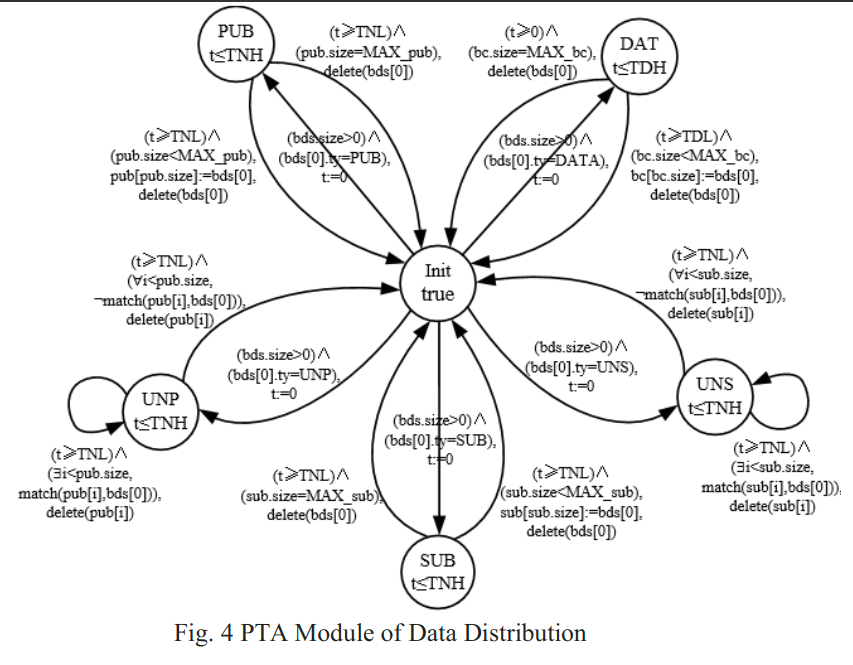 PUB
t≤TNH
(t⩾TNL)∧
(pub.size=MAX_pub),
delete(bds[0])
(t⩾0)∧
(bc.size=MAX_bc),
delete(bds[0])
DAT
t≤TDH
(t⩾TNL)∧
(pub.size<MAX_pub),
pub[pub.size]:=bds[0],
delete(bds[0])
(bds.size>0)∧
(bds[0].ty=PUB),
t:=0
(bds.size>0)∧
(bds[0].ty=DATA),
t:=0
(t⩾TDL)∧
(bc.size<MAX_bc),
bc[bc.size]:=bds[0],
delete(bds[0])
Init
true
(t⩾TNL)∧
(∀i<pub.size,
¬match(pub[i],bds[0])),
delete(pub[i])
(t⩾TNL)∧
(∀i<sub.size,
¬match(sub[i],bds[0])),
delete(sub[i])
(bds.size>0)∧
(bds[0].ty=UNP),
t:=0
(bds.size>0)∧
(bds[0].ty=UNS),
t:=0
UNP
t≤TNH
UNS
t≤TNH
(bds.size>0)∧
(bds[0].ty=SUB),
t:=0
(t⩾TNL)∧
(∃i<pub.size,
match(pub[i],bds[0])),
delete(pub[i])
(t⩾TNL)∧
(sub.size=MAX_sub),
delete(bds[0])
(t⩾TNL)∧
(sub.size<MAX_sub),
sub[sub.size]:=bds[0],
delete(bds[0])
(t⩾TNL)∧
(∃i<sub.size,
match(sub[i],bds[0])),
delete(sub[i])
SUB
t≤TNH
Fig. 4 PTA Module of Data Distribution